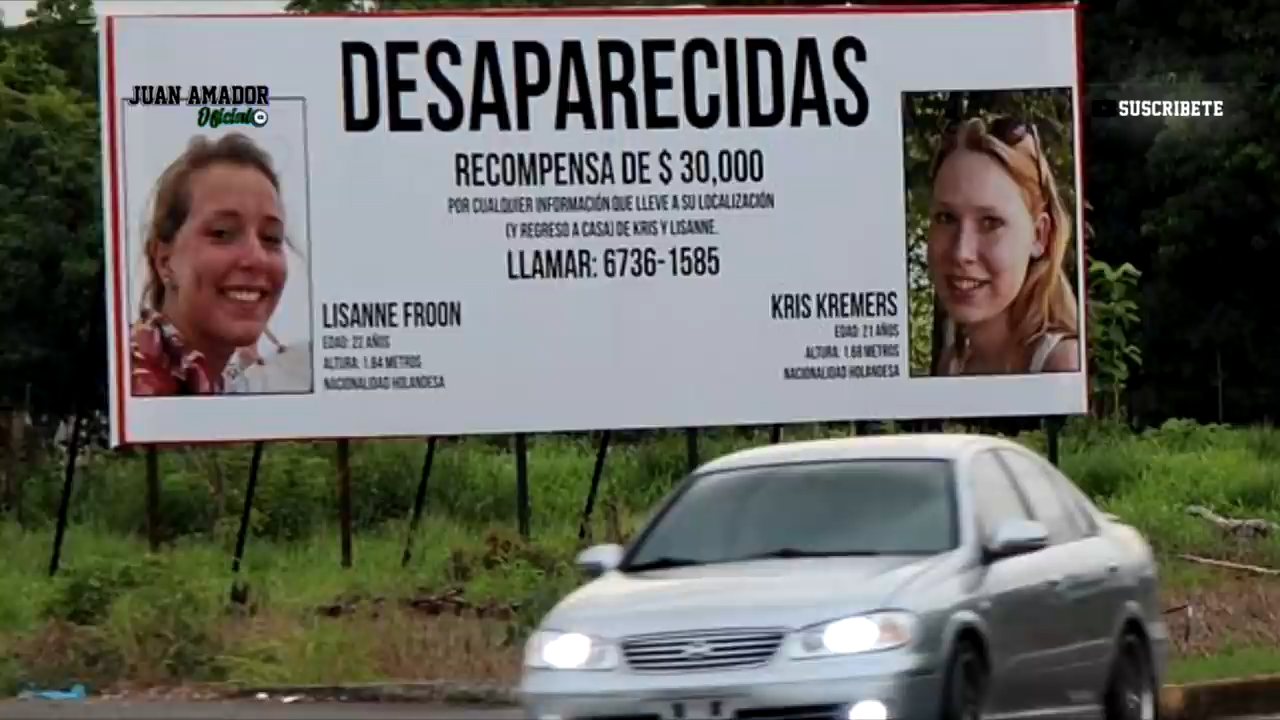 JUAN AMADOR
Oficial
SUSCRIBETE
DESAPARECIDAS
RECOMPENSA DE $ 30,000
POR CUALQUIER INFORMACIÓN QUE LLEVE A SU LOCALIZACIÓN
(Y REGRESO A CASA) DE KRIS Y LISANNE.
LLAMAR: 6736-1585
LISANNE FROON
EDAD: 22 AÑOS
ALTURA: 1.84 METROS
NACIONALIDAD HOLANDESA
KRIS KREMERS
EDAD: 21 AÑOS
ALTURA: 1.68 METROS
NACIONALIDAD HOLANDESA